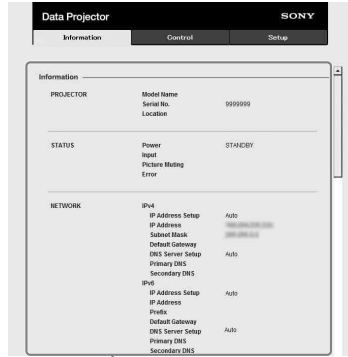 Data Projector SONY
Information Control Setup
Information
PROJECTOR Model Name
Serial No. 9999999
Location
STATUS Power STANDBY
Input
Picture Muting
Error
NETWORK IPv4
IP Address Setup Auto
IP Address
Subnet Mask
Default Gateway
DNS Server Setup Auto
Primary DNS
Secondary DNS
IPv6
IP Address Setup Auto
IP Address
Prefix
Default Gateway
DNS Server Setup Auto
Primary DNS
Secondary DNS